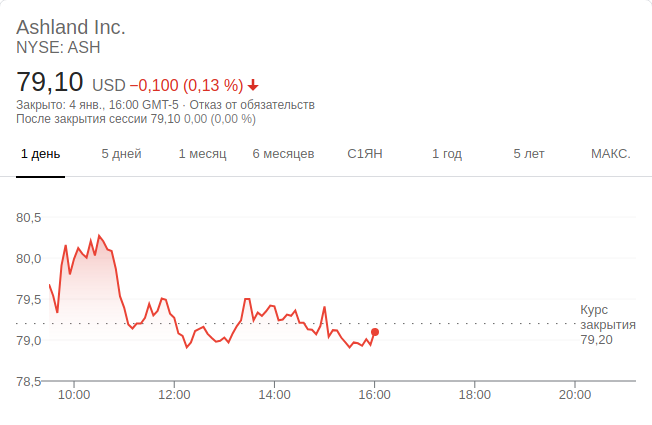 Ashland Inc.
NYSE: ASH
79,10 USD −0,100 (0,13 %)
Закрыто: 4 янв., 16:00 GMT-5 · Отказ от обязательств
После закрытия сессии 79,10 0,00 (0,00 %)
1 день 5 дней 1 месяц 6 месяцев С1ЯН 1 год 5 лет МАКС.
80,5
80,0
79,5
Курс
закрытия
79,20
79,0
78,5
10:00 12:00 14:00 16:00 18:00 20:00